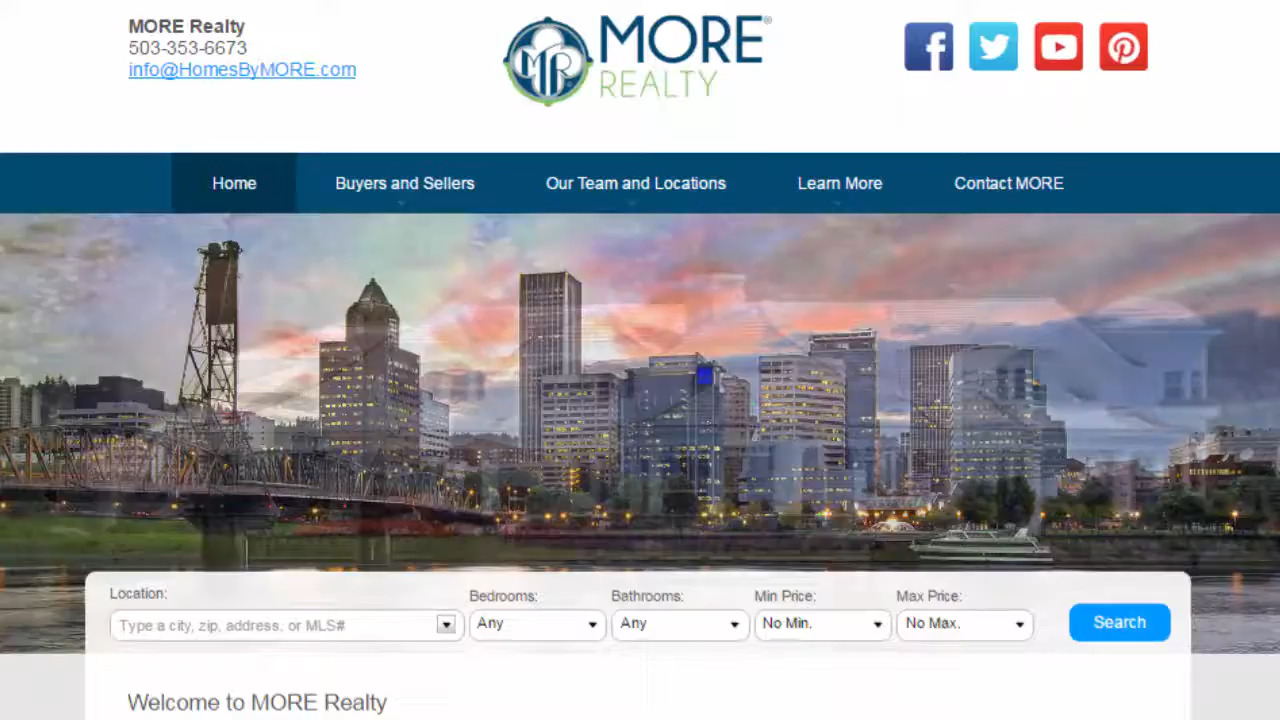 MORE Realty
503-353-6673
info@HomesByMORE.com
MR
MORE®
REALTY
Home
Buyers and Sellers
Our Team and Locations
Learn More
Contact MORE
Location:
Bedrooms:
Bathrooms:
Min Price:
Max Price:
Type a city, zip, address, or MLS#
Any
Any
No Min.
No Max.
Search
Welcome to MORE Realty